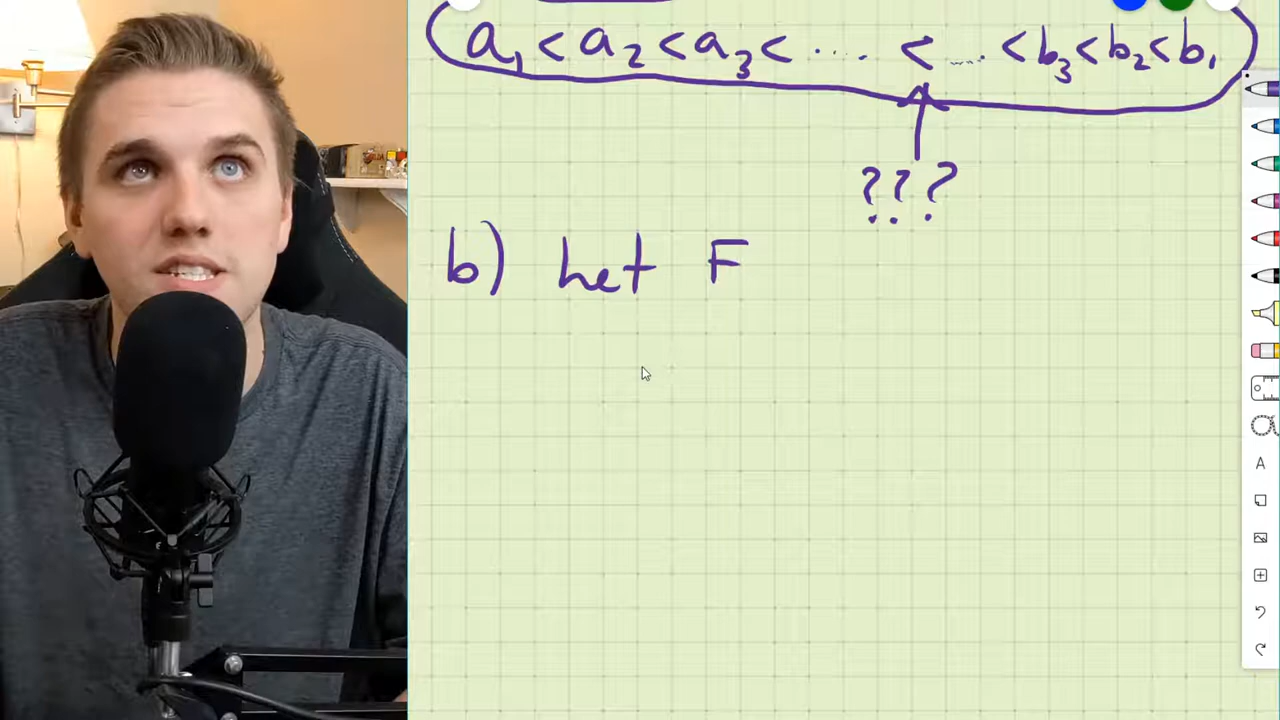 a₁ < a₂ < a₃ < ..... < ..... < b₃ < b₂ < b₁
???
b) Let F
A